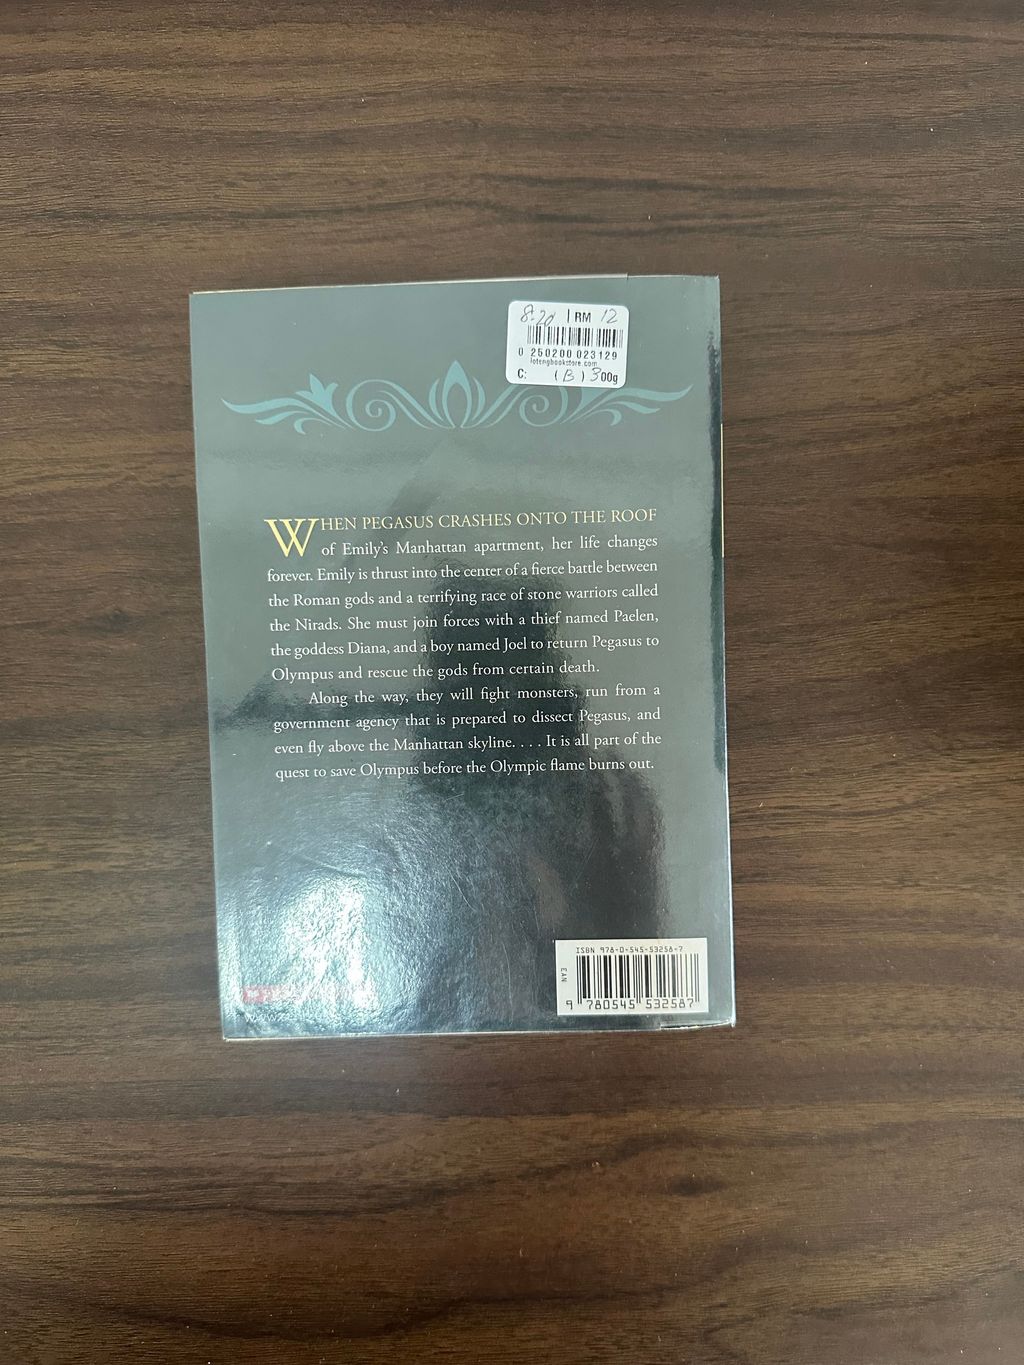 8.20 | RM 12
0 250200 023129
lotengbookstore.com
C: (B) 300g
WHEN PEGASUS CRASHES ONTO THE ROOF
of Emily's Manhattan apartment, her life changes
forever. Emily is thrust into the center of a fierce battle between
the Roman gods and a terrifying race of stone warriors called
the Nirads. She must join forces with a thief named Paelen,
the goddess Diana, and a boy named Joel to return Pegasus to
Olympus and rescue the gods from certain death.
Along the way, they will fight monsters, run from a
government agency that is prepared to dissect Pegasus, and
even fly above the Manhattan skyline. . . . It is all part of the
quest to save Olympus before the Olympic flame burns out.
ISBN 978-0-545-53258-7
EAN
9 780545 532587